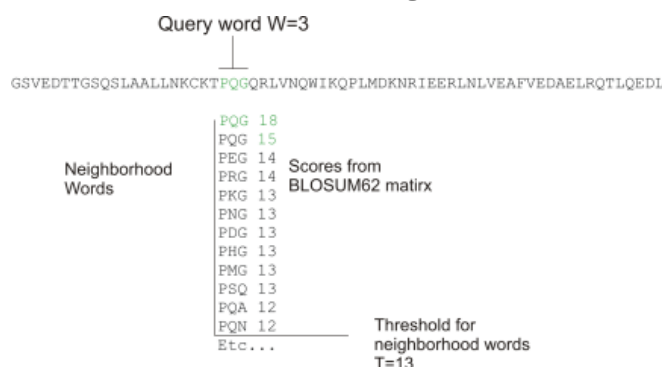 Query word W=3
GSVEDTTGSQSLAALLNKCKTPQGQRLVNQWIKQPLMDKNRIEERLNLVEAFVEDAELRQTLQEDL
PQG 18
PQG 15
PEG 14
PRG 14
PKG 13
PNG 13
PDG 13
PHG 13
PMG 13
PSQ 13
PQA 12
PQN 12
Etc...
Neighborhood
Words
Scores from
BLOSUM62 matirx
Threshold for
neighborhood words
T=13